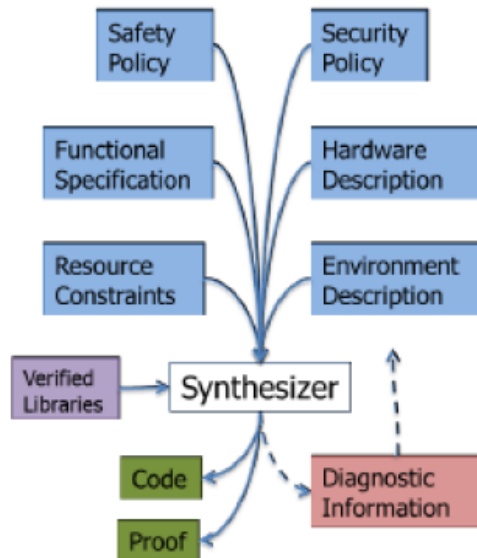 Safety
Policy
Security
Policy
Functional
Specification
Hardware
Description
Resource
Constraints
Environment
Description
Verified
Libraries
Synthesizer
Code
Diagnostic
Information
Proof